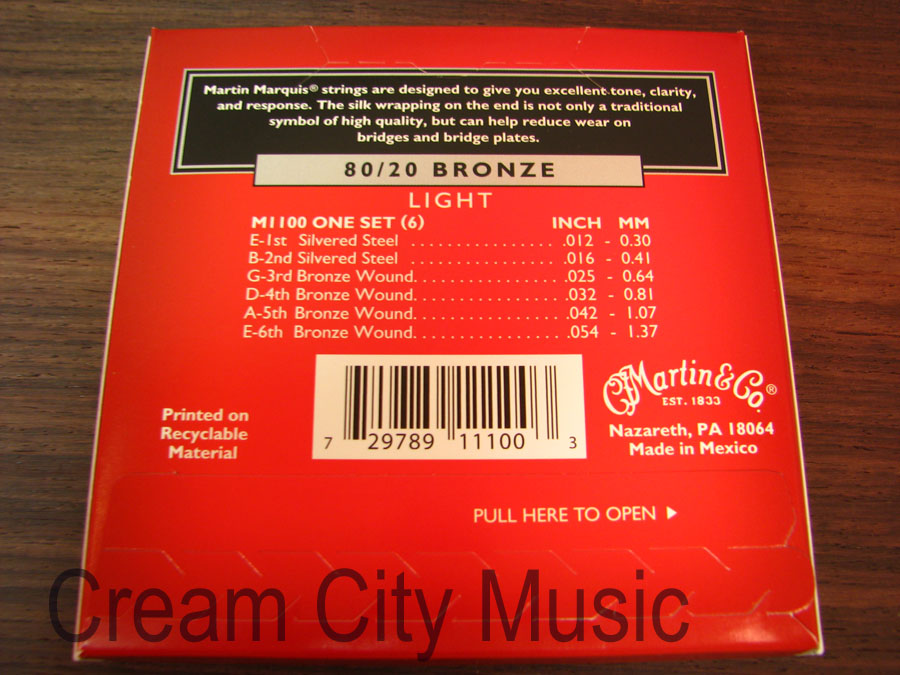 Martin Marquis® strings are designed to give you excellent tone, clarity,
and response. The silk wrapping on the end is not only a traditional
symbol of high quality, but can help reduce wear on
bridges and bridge plates.
80/20 BRONZE
LIGHT
M1100 ONE SET (6) INCH MM
E-1st Silvered Steel ................ .012 - 0.30
B-2nd Silvered Steel ................ .016 - 0.41
G-3rd Bronze Wound................ .025 - 0.64
D-4th Bronze Wound................ .032 - 0.81
A-5th Bronze Wound................ .042 - 1.07
E-6th Bronze Wound................ .054 - 1.37
Printed on
Recyclable
Material
7 29789 11100 3
CF Martin & Co.®
EST. 1833
Nazareth, PA 18064
Made in Mexico
PULL HERE TO OPEN ▶
Cream City Music